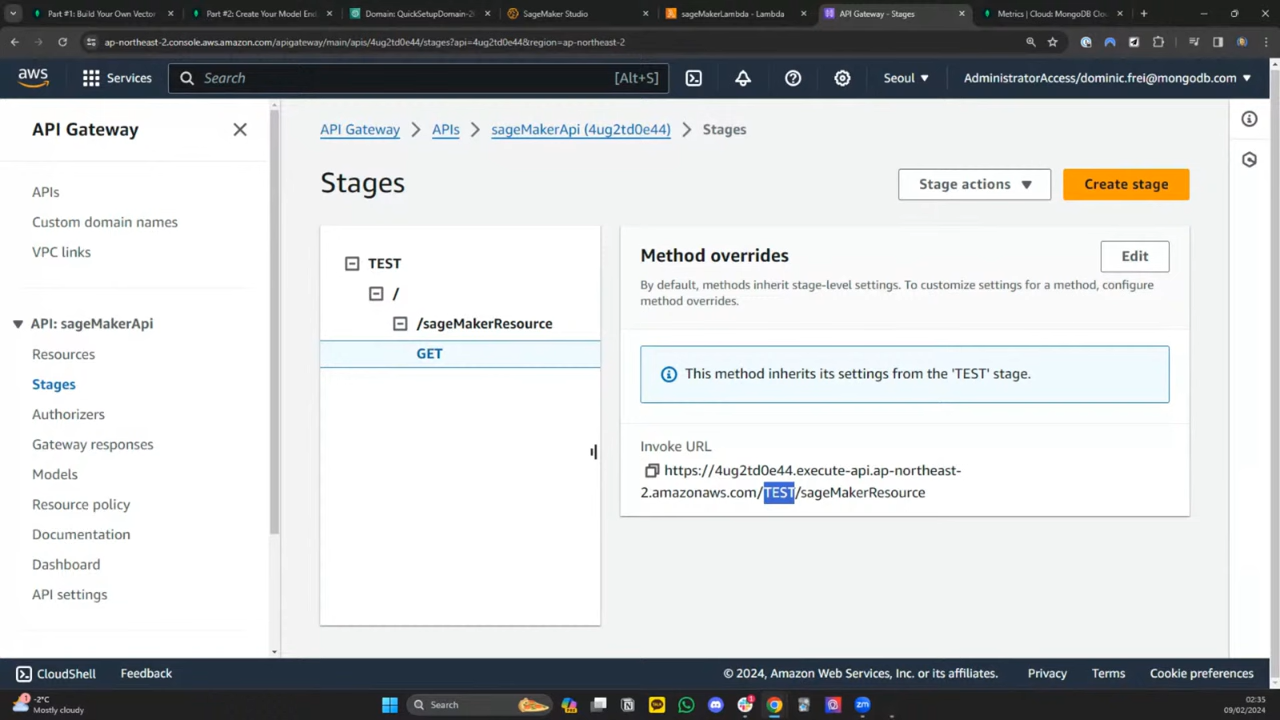 Part #1: Build Your Own Vector
Part #2: Create Your Model End
Domain: QuickSetupDomain-2
SageMaker Studio
sageMakerLambda - Lambda
API Gateway - Stages
Metrics | Cloud: MongoDB Clo
ap-northeast-2.console.aws.amazon.com/apigateway/main/apis/4ug2td0e44/stages?api=4ug2td0e44&region=ap-northeast-2
aws
Services
Search
[Alt+S]
Seoul
AdministratorAccess/dominic.frei@mongodb.com
API Gateway
APIs
Custom domain names
VPC links
API: sageMakerApi
Resources
Stages
Authorizers
Gateway responses
Models
Resource policy
Documentation
Dashboard
API settings
API Gateway > APIs > sageMakerApi (4ug2td0e44) > Stages
Stages
Stage actions
Create stage
TEST
/
/sageMakerResource
GET
Method overrides
Edit
By default, methods inherit stage-level settings. To customize settings for a method, configure
method overrides.
This method inherits its settings from the 'TEST' stage.
Invoke URL
https://4ug2td0e44.execute-api.ap-northeast-
2.amazonaws.com/TEST/sageMakerResource
CloudShell
Feedback
© 2024, Amazon Web Services, Inc. or its affiliates.
Privacy
Terms
Cookie preferences
-2°C
Mostly cloudy
Search
02:35
09/02/2024